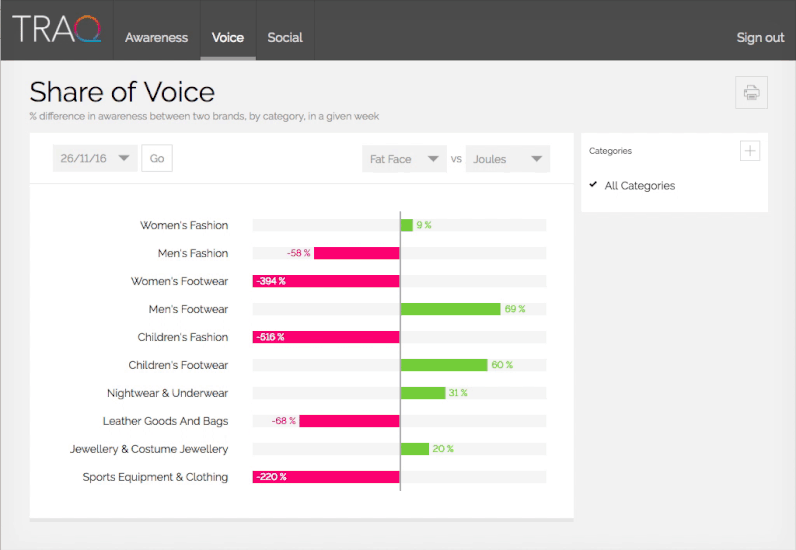 TRAQ Awareness Voice Social Sign out
Share of Voice
% difference in awareness between two brands, by category, in a given week
26/11/16 Go Fat Face vs Joules
Categories
All Categories
Women's Fashion 9 %
Men's Fashion -58 %
Women's Footwear -394 %
Men's Footwear 69 %
Children's Fashion -516 %
Children's Footwear 60 %
Nightwear & Underwear 31 %
Leather Goods And Bags -68 %
Jewellery & Costume Jewellery 20 %
Sports Equipment & Clothing -220 %